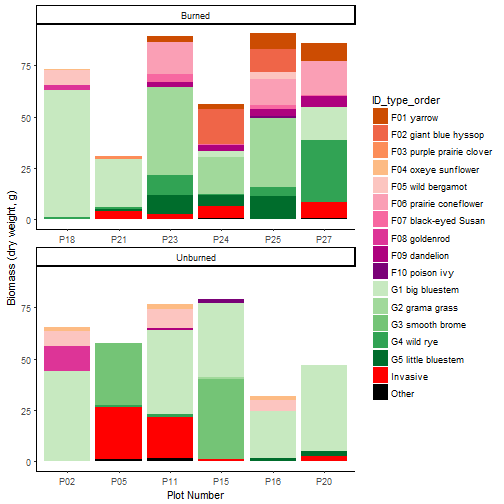 Burned
75
50
25
0
P18 P21 P23 P24 P25 P27
Unburned
75
50
25
0
P02 P05 P11 P15 P16 P20
Plot Number
Biomass (dry weight, g)
ID_type_order
F01 yarrow
F02 giant blue hyssop
F03 purple prairie clover
F04 oxeye sunflower
F05 wild bergamot
F06 prairie coneflower
F07 black-eyed Susan
F08 goldenrod
F09 dandelion
F10 poison ivy
G1 big bluestem
G2 grama grass
G3 smooth brome
G4 wild rye
G5 little bluestem
Invasive
Other